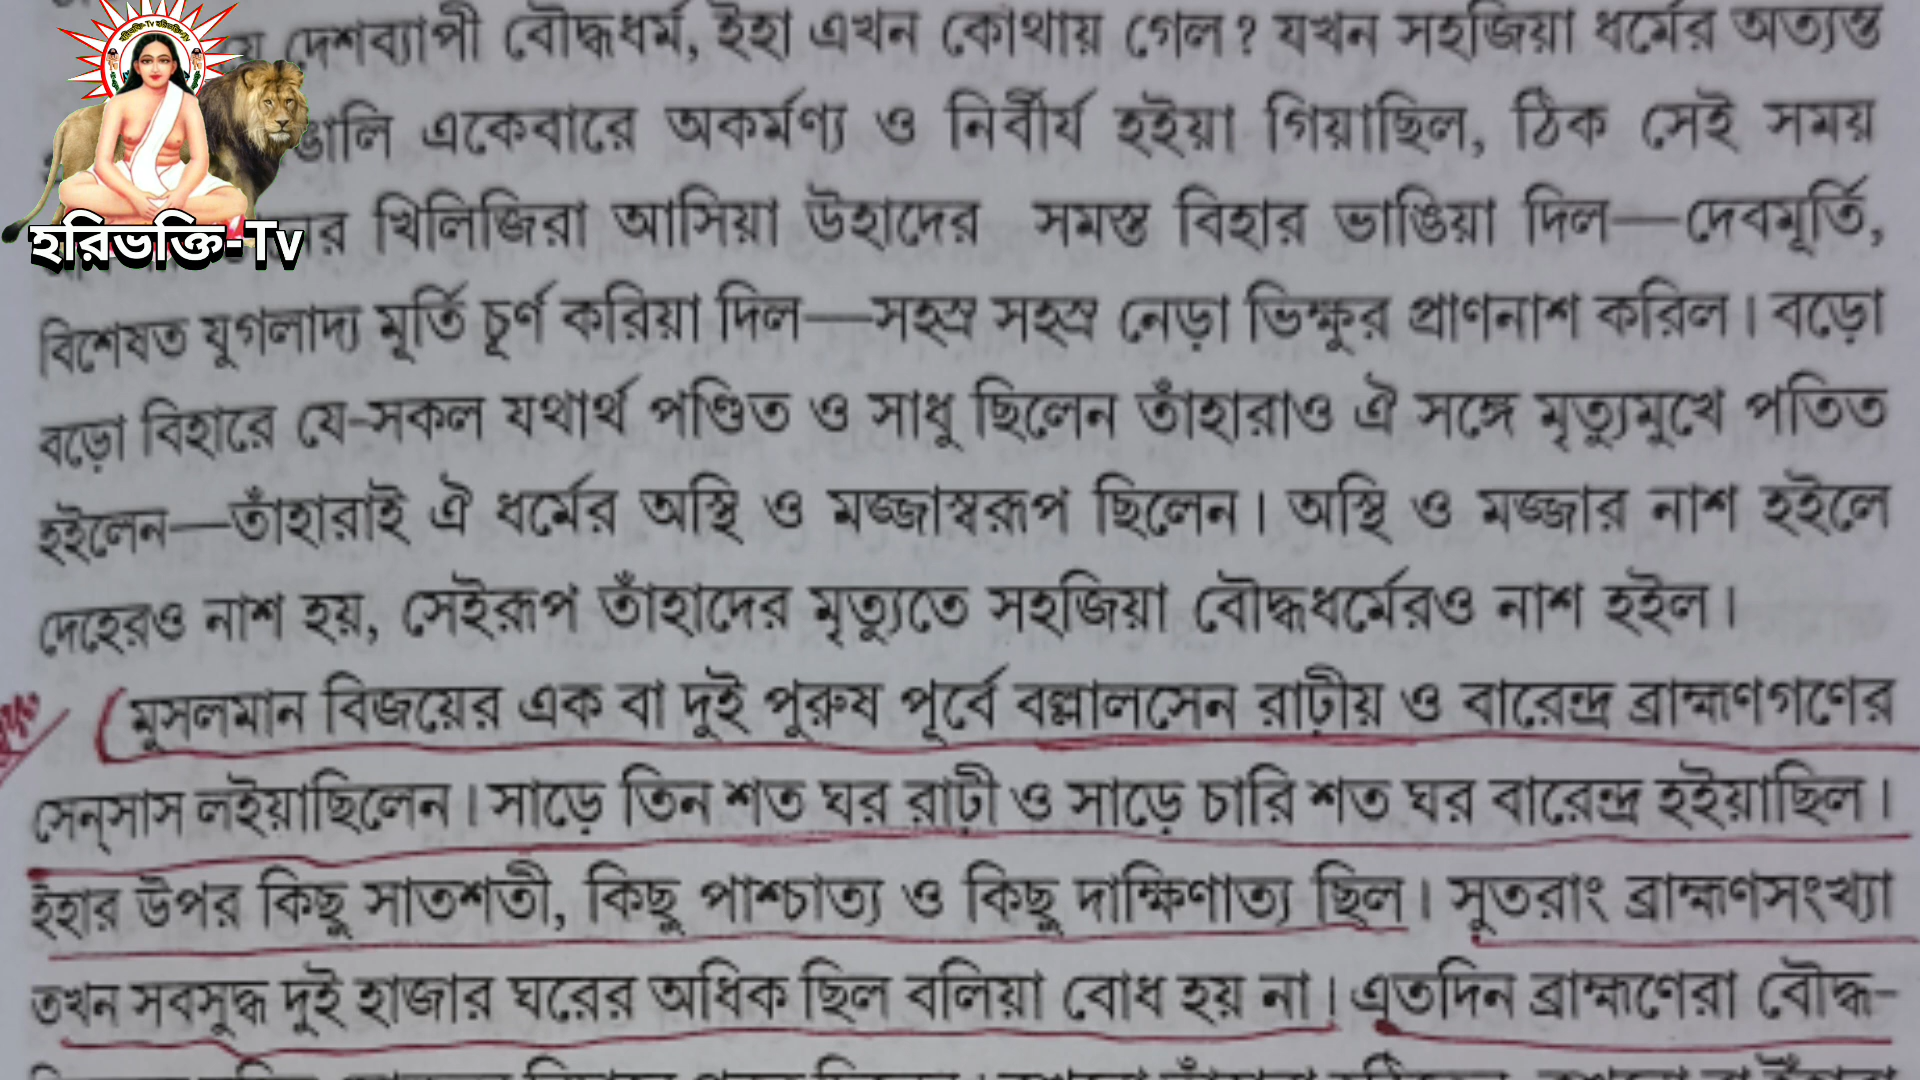 দেশব্যাপী বৌদ্ধধর্ম, ইহা এখন কোথায় গেল? যখন সহজিয়া ধর্মের অত্যন্ত
একেবারে অকর্মণ্য ও নির্বীর্য হইয়া গিয়াছিল, ঠিক সেই সময়
খিলিজিরা আসিয়া উহাদের সমস্ত বিহার ভাঙিয়া দিল—দেবমূর্তি,
হরিভক্তি-Tv
বিশেষত যুগলাদ্য মূর্তি চূর্ণ করিয়া দিল—সহস্র সহস্র নেড়া ভিক্ষুর প্রাণনাশ করিল। বড়ো
বড়ো বিহারে যে-সকল যথার্থ পণ্ডিত ও সাধু ছিলেন তাঁহারাও ঐ সঙ্গে মৃত্যুমুখে পতিত
হইলেন—তাঁহারাই ঐ ধর্মের অস্থি ও মজ্জাস্বরূপ ছিলেন। অস্থি ও মজ্জার নাশ হইলে
দেহেরও নাশ হয়, সেইরূপ তাঁহাদের মৃত্যুতে সহজিয়া বৌদ্ধধর্মেরও নাশ হইল।
মুসলমান বিজয়ের এক বা দুই পুরুষ পূর্বে বল্লালসেন রাঢ়ীয় ও বারেন্দ্র ব্রাহ্মণগণের
সেন্‌সাস লইয়াছিলেন। সাড়ে তিন শত ঘর রাঢ়ী ও সাড়ে চারি শত ঘর বারেন্দ্র হইয়াছিল।
ইহার উপর কিছু সাতশতী, কিছু পাশ্চাত্য ও কিছু দাক্ষিণাত্য ছিল। সুতরাং ব্রাহ্মণসংখ্যা
তখন সবসুদ্ধ দুই হাজার ঘরের অধিক ছিল বলিয়া বোধ হয় না। এতদিন ব্রাহ্মণেরা বৌদ্ধ-